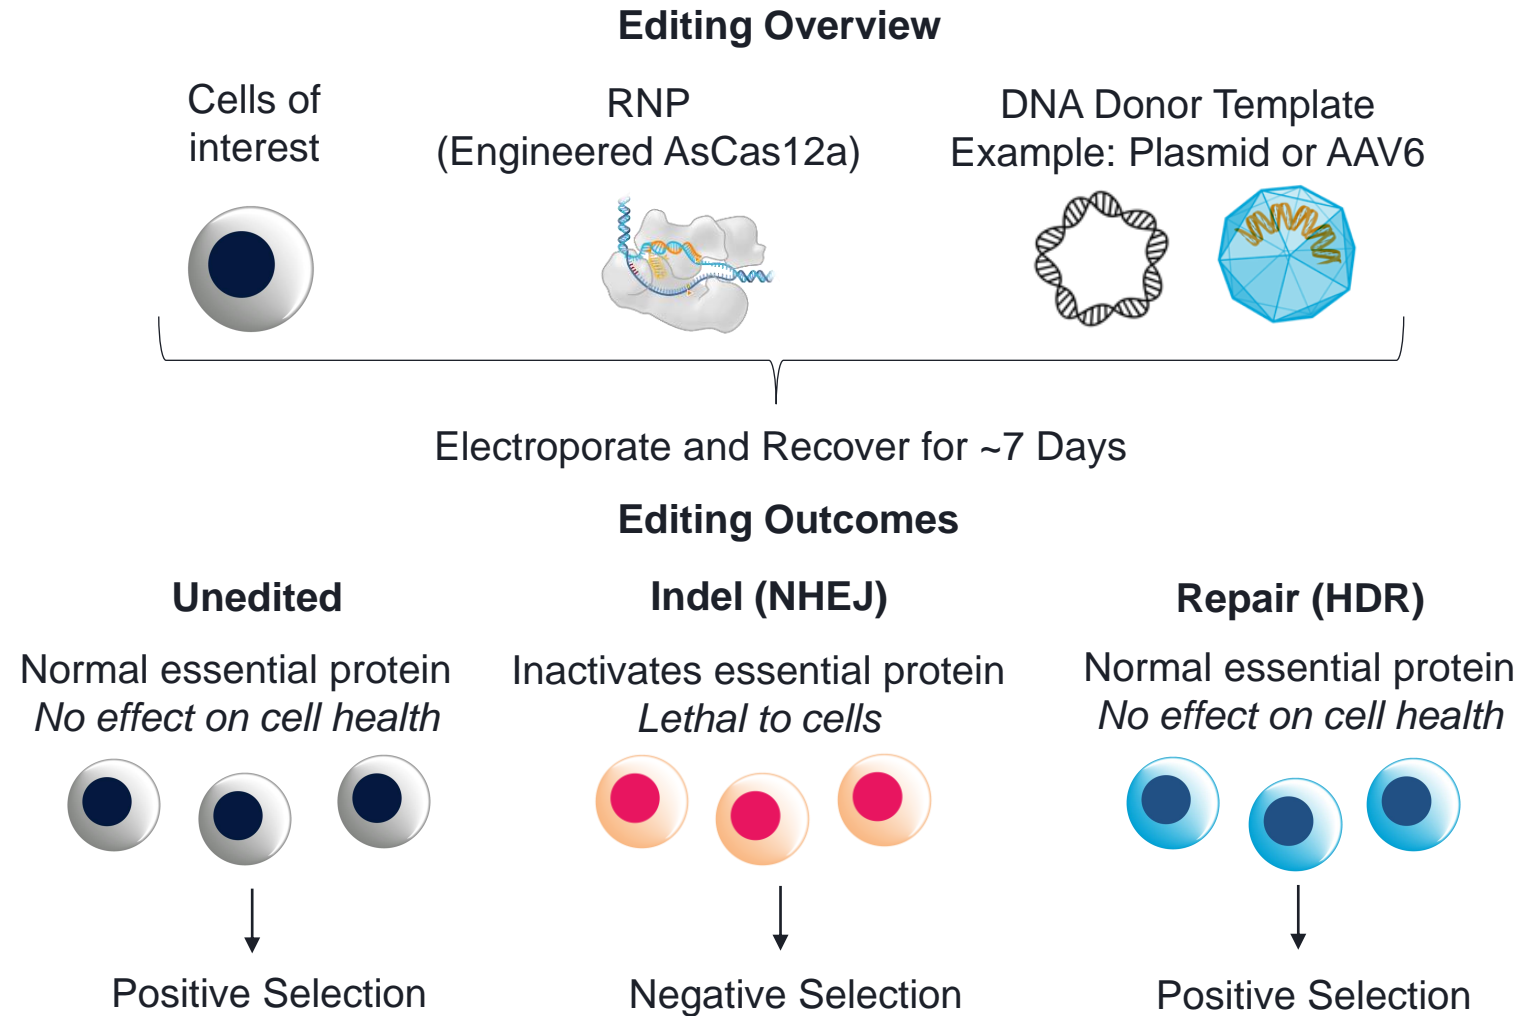 Editing Overview
Cells of
interest
RNP
(Engineered AsCas12a)
DNA Donor Template
Example: Plasmid or AAV6
Electroporate and Recover for ~7 Days
Editing Outcomes
Unedited
Normal essential protein
No effect on cell health
Positive Selection
Indel (NHEJ)
Inactivates essential protein
Lethal to cells
Negative Selection
Repair (HDR)
Normal essential protein
No effect on cell health
Positive Selection